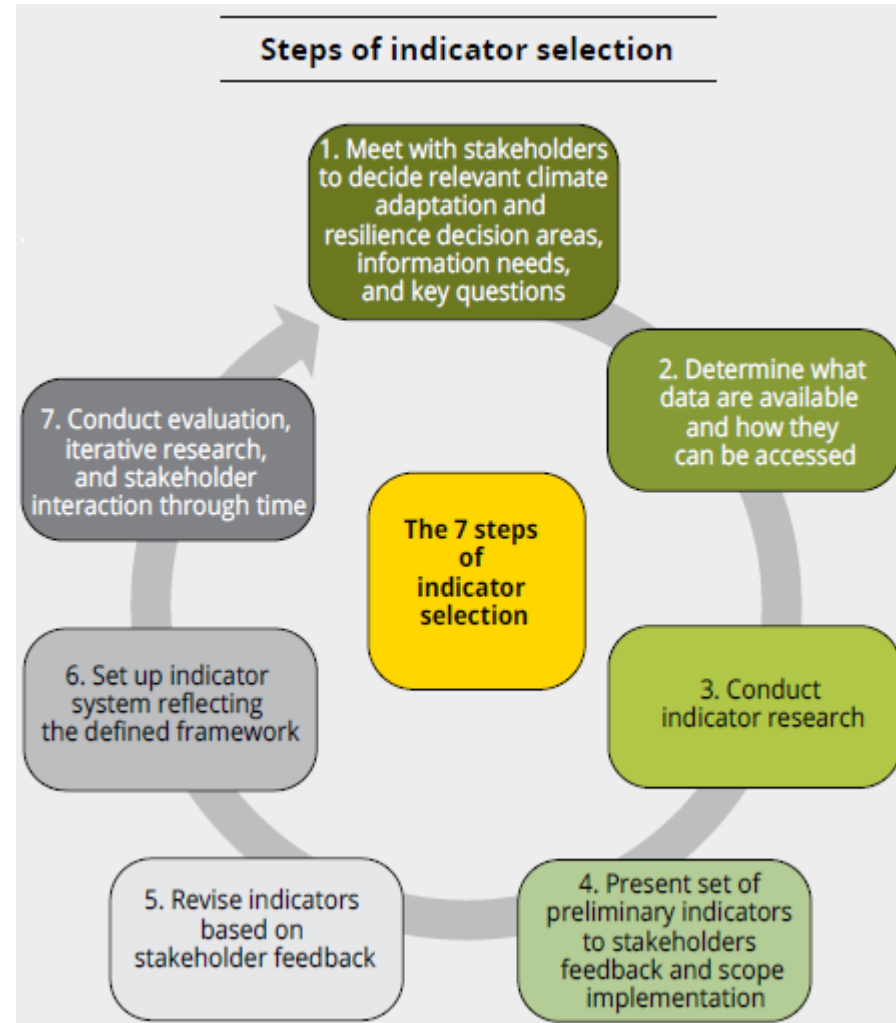 Steps of indicator selection
1. Meet with stakeholders
to decide relevant climate
adaptation and
resilience decision areas,
information needs,
and key questions
2. Determine what
data are available
and how they
can be accessed
3. Conduct
indicator research
4. Present set of
preliminary indicators
to stakeholders
feedback and scope
implementation
5. Revise indicators
based on
stakeholder feedback
6. Set up indicator
system reflecting
the defined framework
7. Conduct evaluation,
iterative research,
and stakeholder
interaction through time
The 7 steps
of
indicator
selection